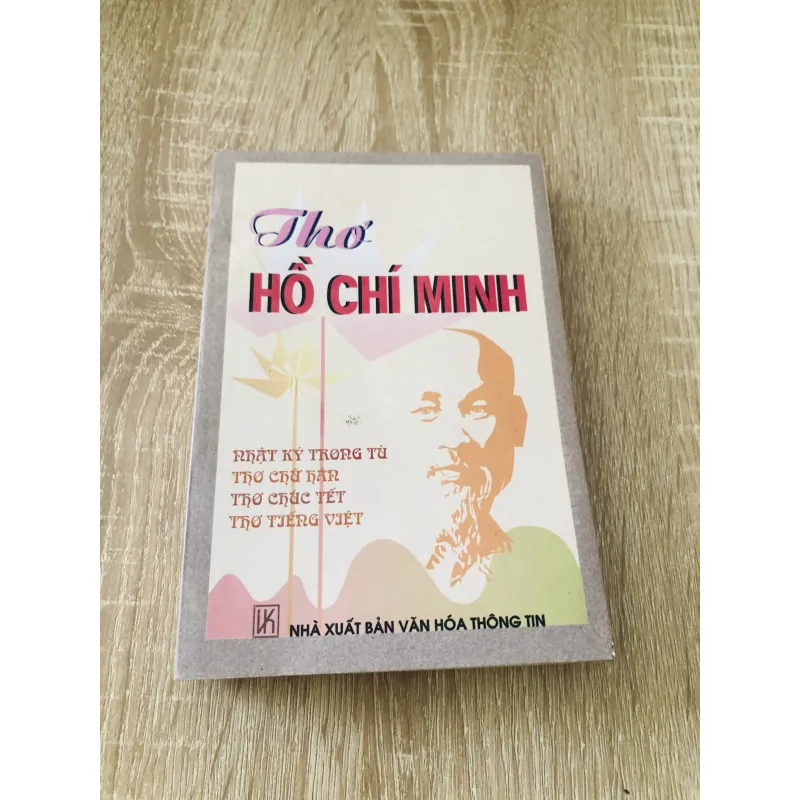 Thơ
HỒ CHÍ MINH
NHẬT KÝ TRONG TÙ
THƠ CHỮ HÁN
THƠ CHÚC TẾT
THƠ TIẾNG VIỆT
NHÀ XUẤT BẢN VĂN HÓA THÔNG TIN